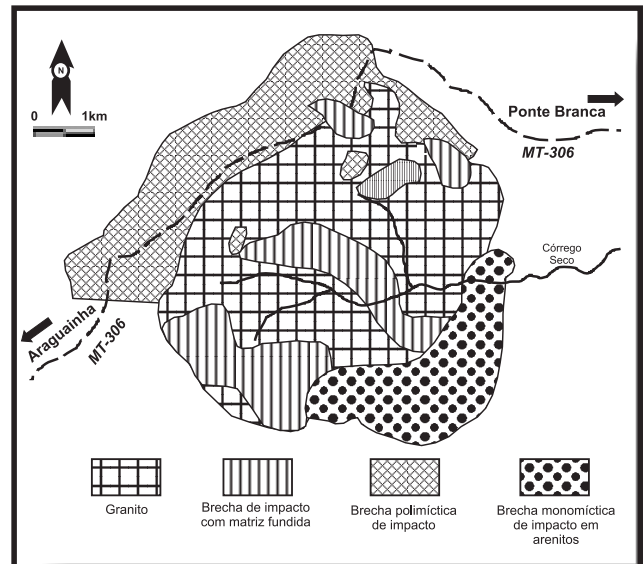 N
0 1km
Ponte Branca
MT-306
Córrego
Seco
Araguainha
MT-306
Granito
Brecha de impacto
com matriz fundida
Brecha polimíctica
de impacto
Brecha monomíctica
de impacto em
arenitos